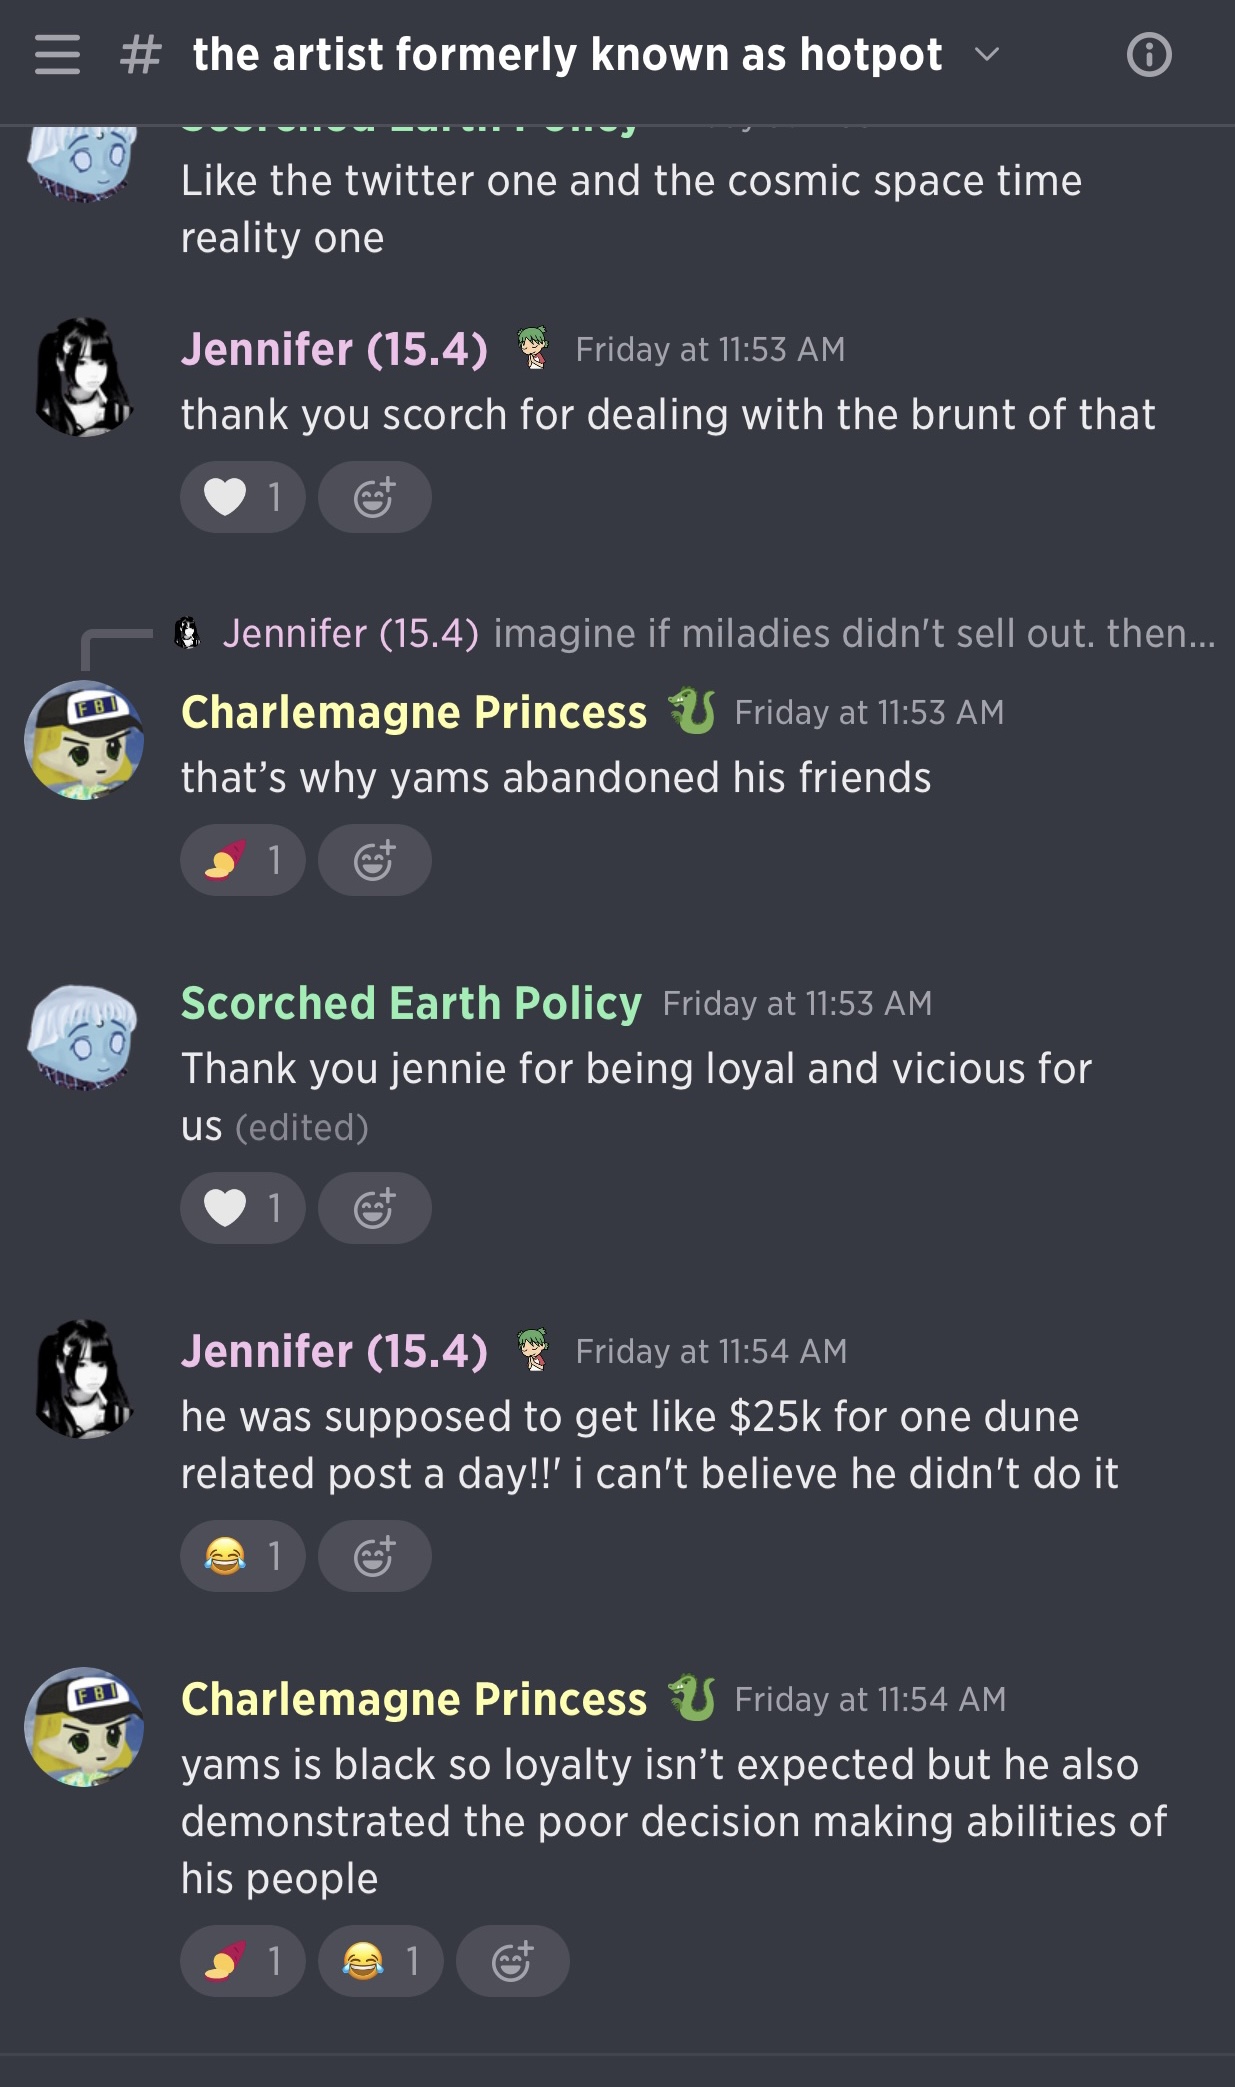 # the artist formerly known as hotpot
Scorched Earth Policy
Like the twitter one and the cosmic space time
reality one
Jennifer (15.4) Friday at 11:53 AM
thank you scorch for dealing with the brunt of that
1
Jennifer (15.4) imagine if miladies didn't sell out. then...
FBI
Charlemagne Princess Friday at 11:53 AM
that’s why yams abandoned his friends
1
Scorched Earth Policy Friday at 11:53 AM
Thank you jennie for being loyal and vicious for
us (edited)
1
Jennifer (15.4) Friday at 11:54 AM
he was supposed to get like $25k for one dune
related post a day!!' i can't believe he didn't do it
1
FBI
Charlemagne Princess Friday at 11:54 AM
yams is black so loyalty isn’t expected but he also
demonstrated the poor decision making abilities of
his people
1 1